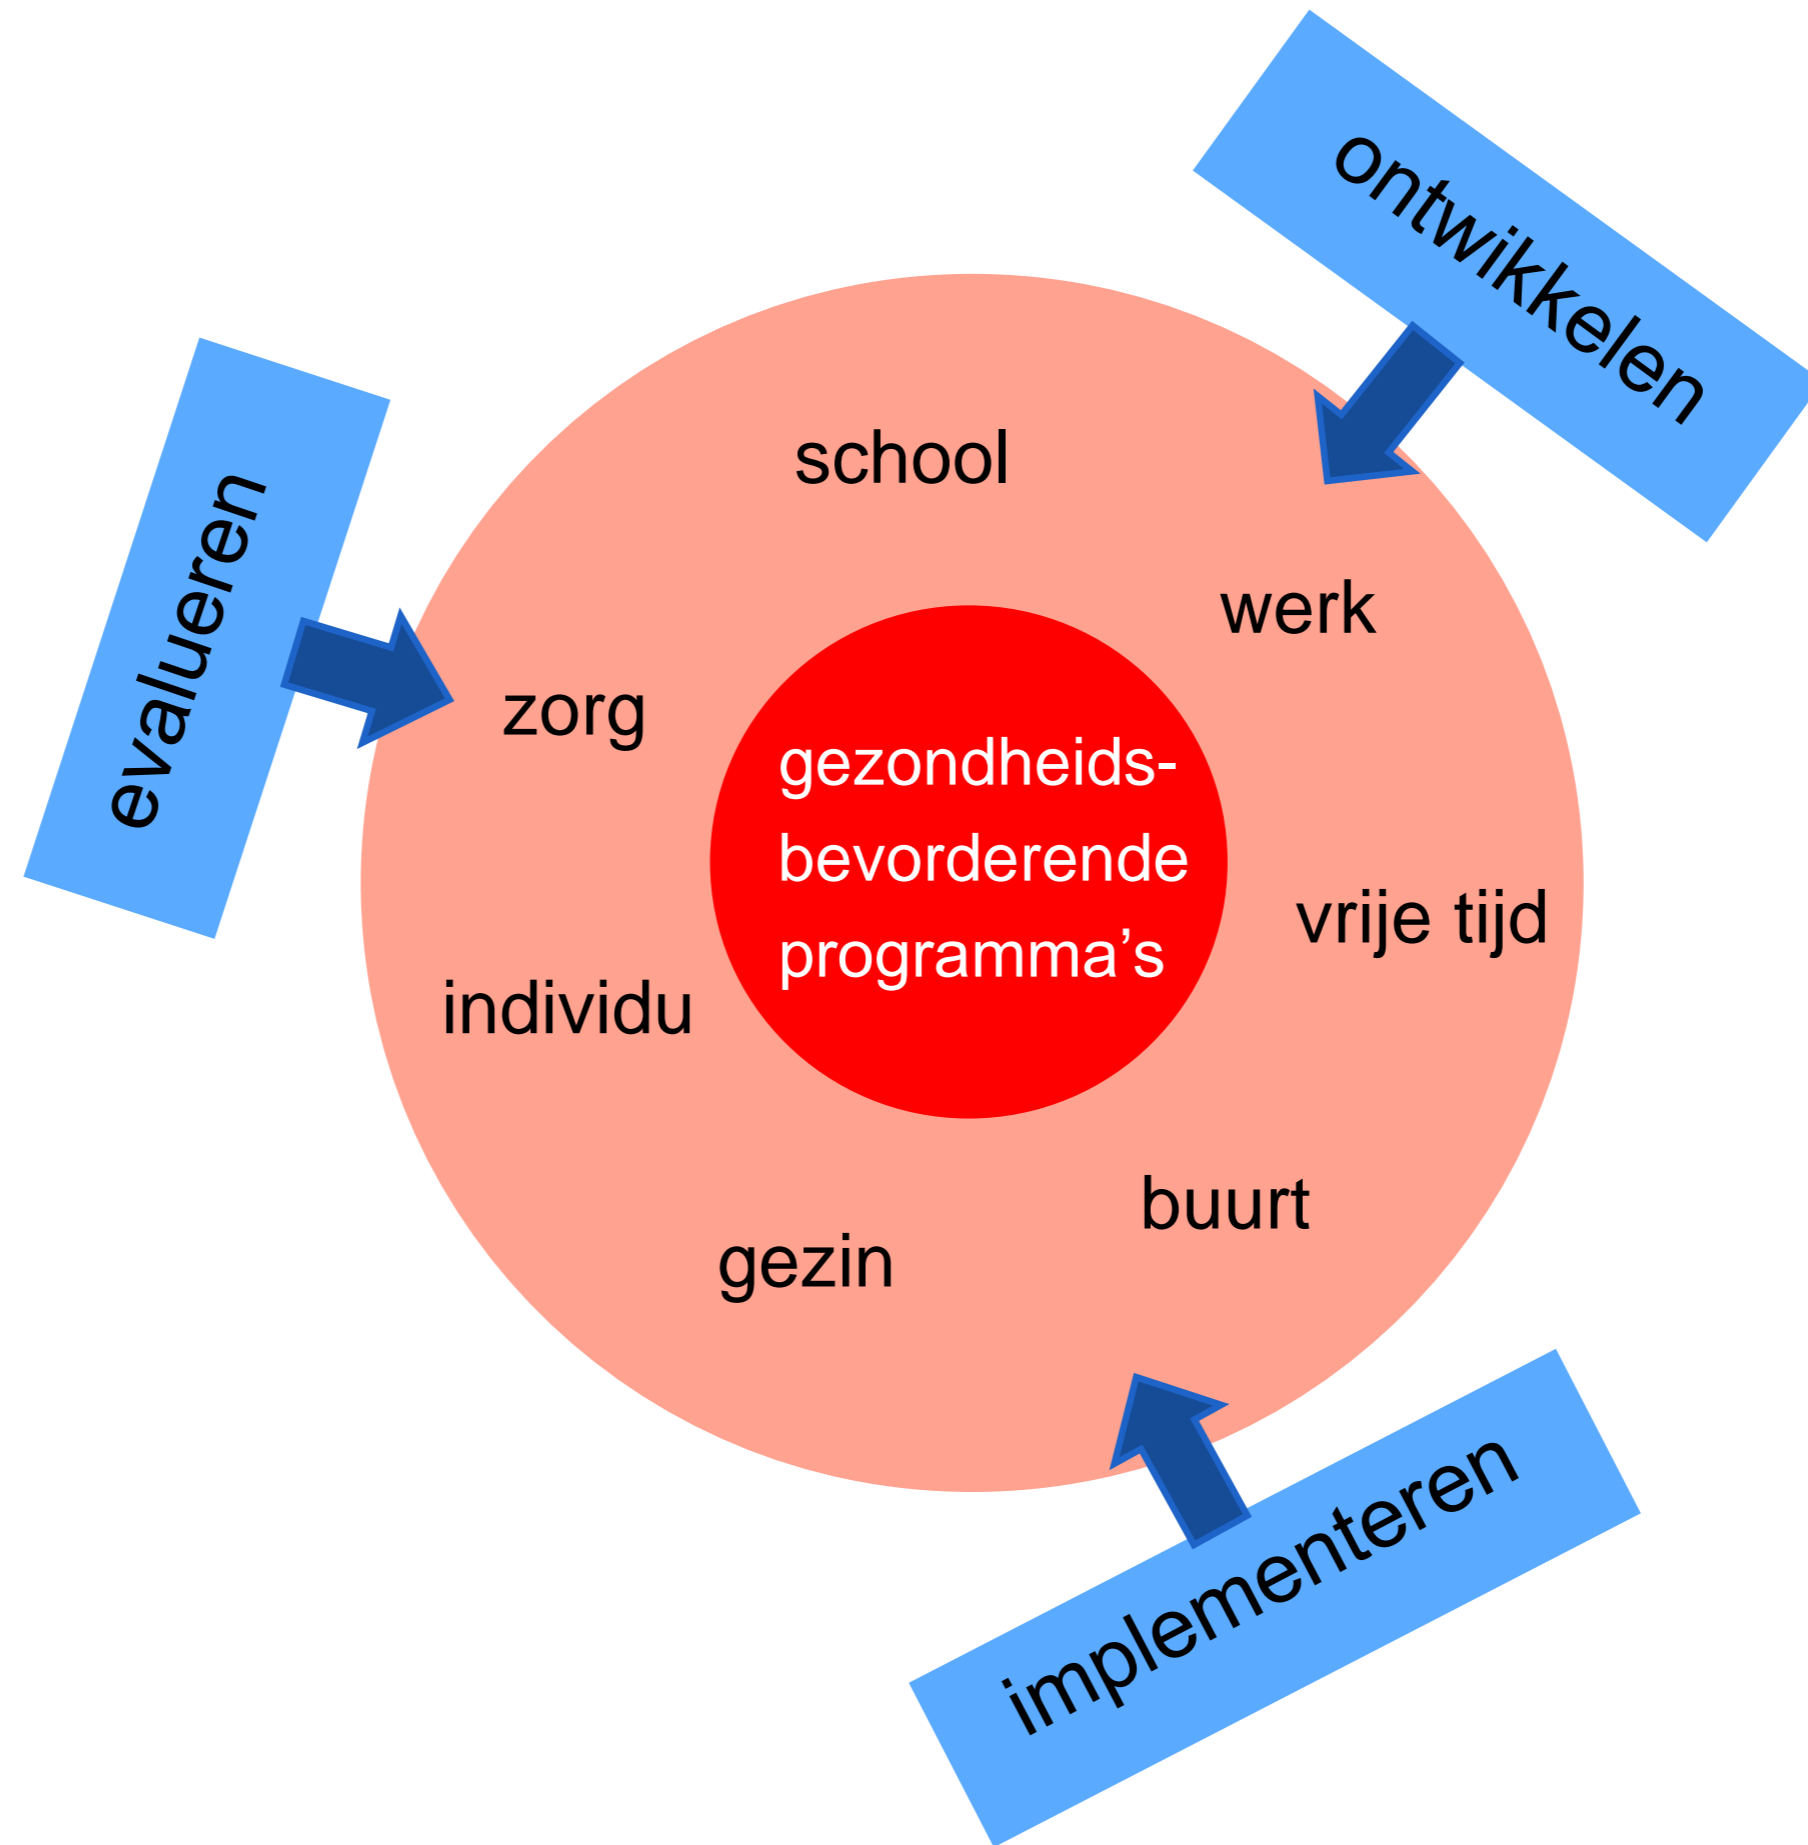 ontwikkelen
evalueren
school
werk
zorg
gezondheids-
bevorderende
programma’s
vrije tijd
individu
buurt
gezin
implementeren